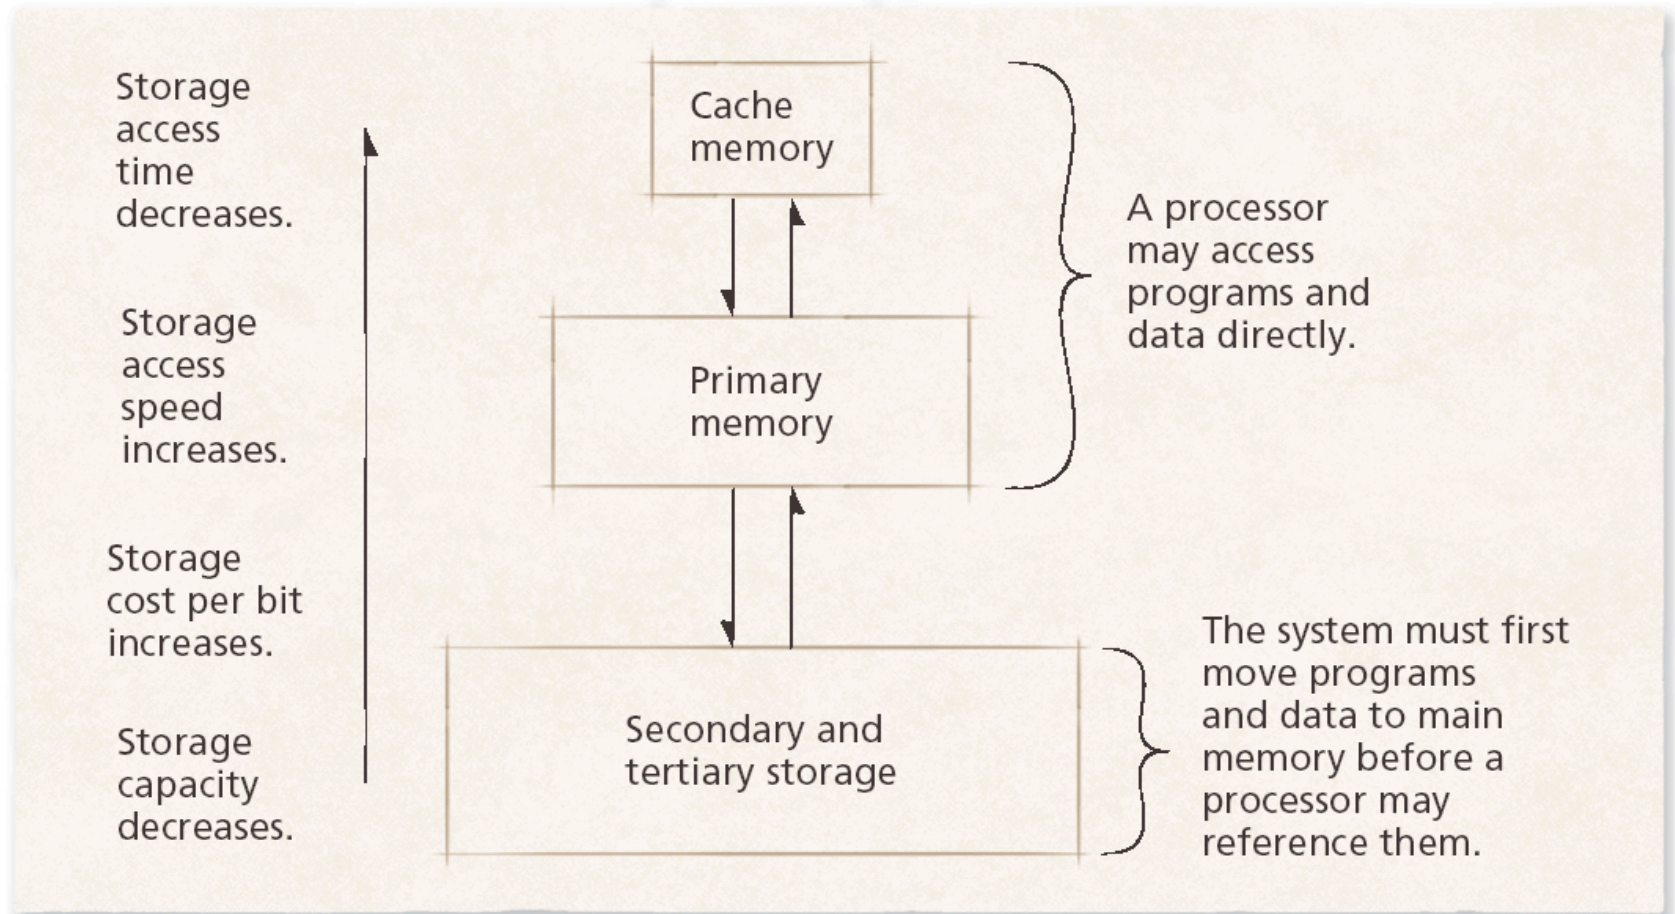 Storage
access
time
decreases.
Storage
access
speed
increases.
Storage
cost per bit
increases.
Storage
capacity
decreases.
Cache
memory
Primary
memory
Secondary and
tertiary storage
A processor
may access
programs and
data directly.
The system must first
move programs
and data to main
memory before a
processor may
reference them.